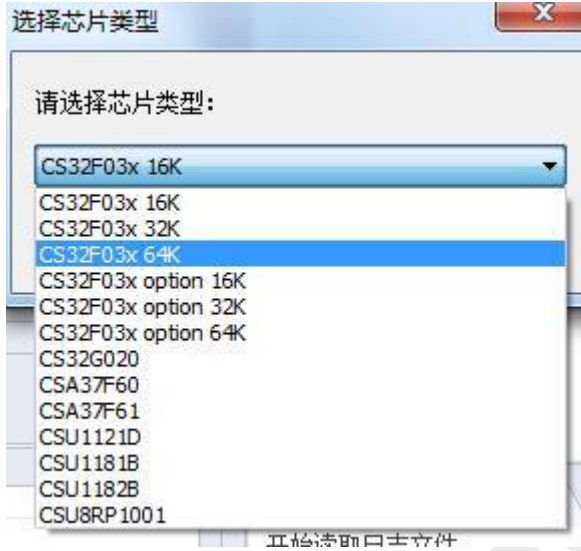 选择芯片类型
请选择芯片类型:
CS32F03x 16K
CS32F03x 16K
CS32F03x 32K
CS32F03x 64K
CS32F03x option 16K
CS32F03x option 32K
CS32F03x option 64K
CS32G020
CSA37F60
CSA37F61
CSU1121D
CSU1181B
CSU1182B
CSU8RP1001
开始读取日志文件